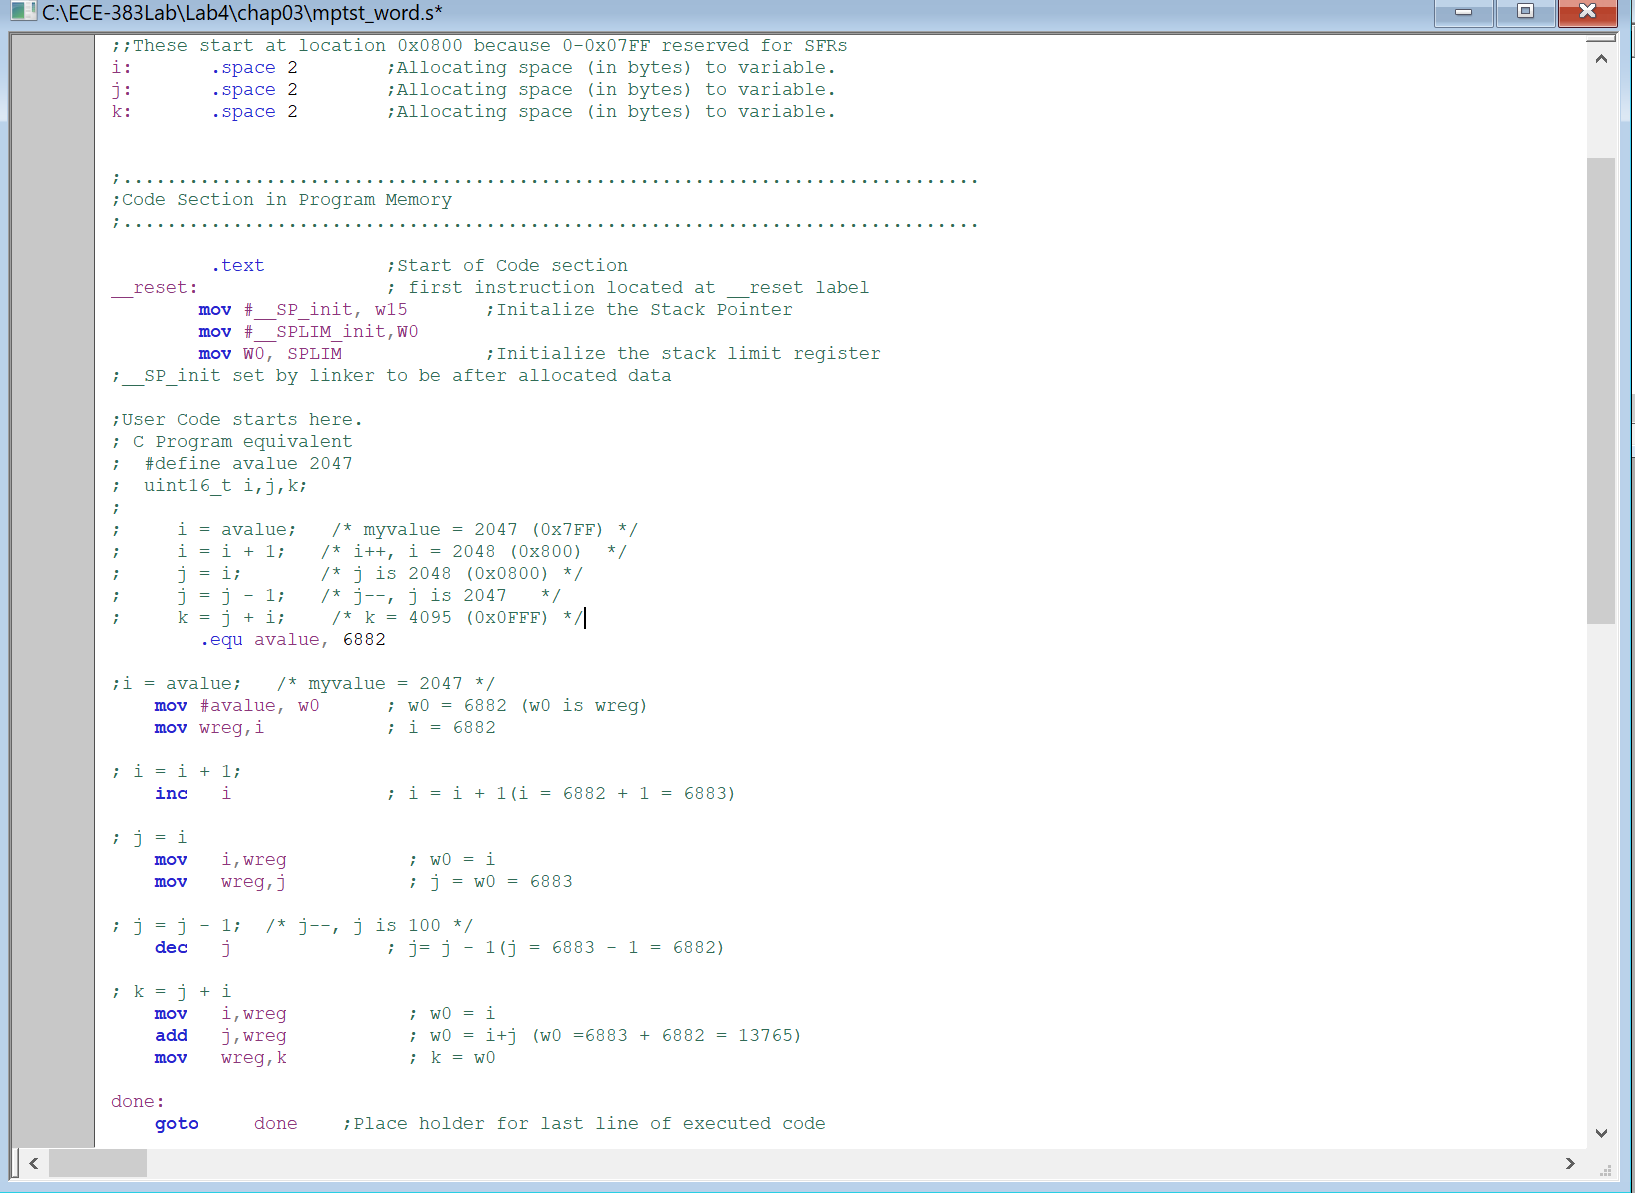 C:\ECE-383Lab\Lab4\chap03\mptst_word.s*
;;These start at location 0x0800 because 0-0x07FF reserved for SFRs
i: .space 2 ;Allocating space (in bytes) to variable.
j: .space 2 ;Allocating space (in bytes) to variable.
k: .space 2 ;Allocating space (in bytes) to variable.
;..............................................................................
;Code Section in Program Memory
;..............................................................................
.text ;Start of Code section
__reset: ; first instruction located at __reset label
mov #__SP_init, w15 ;Initalize the Stack Pointer
mov #__SPLIM_init,W0
mov W0, SPLIM ;Initialize the stack limit register
;__SP_init set by linker to be after allocated data
;User Code starts here.
; C Program equivalent
; #define avalue 2047
; uint16_t i,j,k;
;
; i = avalue; /* myvalue = 2047 (0x7FF) */
; i = i + 1; /* i++, i = 2048 (0x800) */
; j = i; /* j is 2048 (0x0800) */
; j = j - 1; /* j--, j is 2047 */
; k = j + i; /* k = 4095 (0x0FFF) */
.equ avalue, 6882
;i = avalue; /* myvalue = 2047 */
mov #avalue, w0 ; w0 = 6882 (w0 is wreg)
mov wreg,i ; i = 6882
; i = i + 1;
inc i ; i = i + 1(i = 6882 + 1 = 6883)
; j = i
mov i,wreg ; w0 = i
mov wreg,j ; j = w0 = 6883
; j = j - 1; /* j--, j is 100 */
dec j ; j= j - 1(j = 6883 - 1 = 6882)
; k = j + i
mov i,wreg ; w0 = i
add j,wreg ; w0 = i+j (w0 =6883 + 6882 = 13765)
mov wreg,k ; k = w0
done:
goto done ;Place holder for last line of executed code